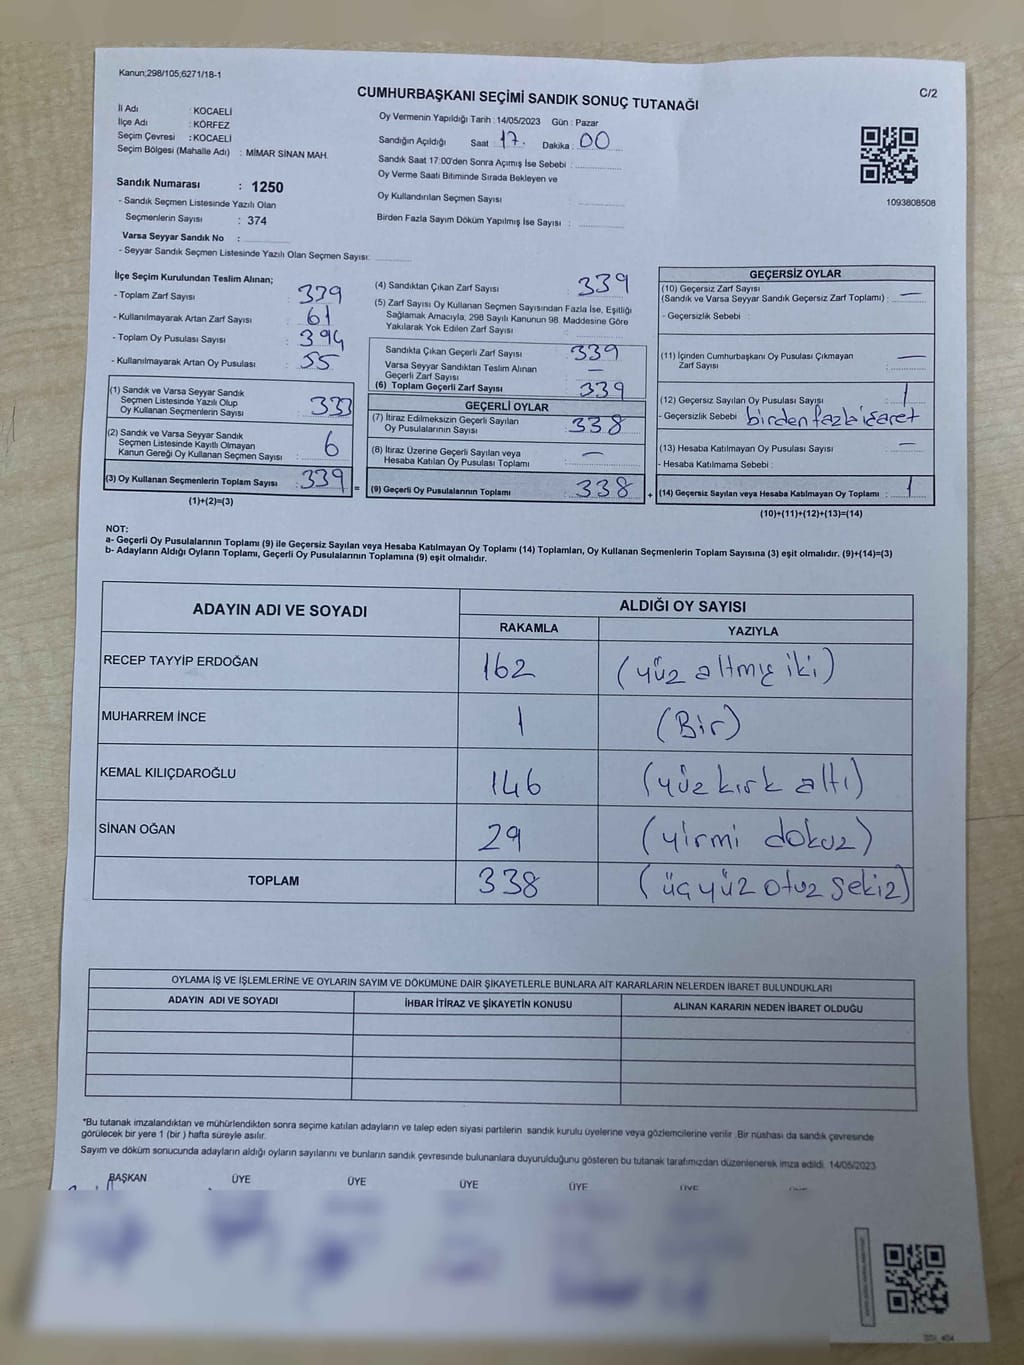 Kanun;298/105,6271/18-1
C/2
CUMHURBAŞKANI SEÇİMİ SANDIK SONUÇ TUTANAĞI
İl Adı : KOCAELİ
İlçe Adı : KÖRFEZ
Seçim Çevresi : KOCAELİ
Seçim Bölgesi (Mahalle Adı) : MİMAR SİNAN MAH.
Sandık Numarası : 1250
- Sandık Seçmen Listesinde Yazılı Olan
Seçmenlerin Sayısı : 374
Varsa Seyyar Sandık No :
- Seyyar Sandık Seçmen Listesinde Yazılı Olan Seçmen Sayısı:
Oy Vermenin Yapıldığı Tarih : 14/05/2023 Gün : Pazar
Sandığın Açıldığı Saat : 17. Dakika : 00
Sandık Saat 17:00'den Sonra Açımış İse Sebebi :
Oy Verme Saati Bitiminde Sırada Bekleyen ve
Oy Kullandırılan Seçmen Sayısı :
Birden Fazla Sayım Döküm Yapılmış İse Sayısı :
1093808508
İlçe Seçim Kurulundan Teslim Alınan;
- Toplam Zarf Sayısı : 379
- Kullanılmayarak Artan Zarf Sayısı : 61
- Toplam Oy Pusulası Sayısı : 394
- Kullanılmayarak Artan Oy Pusulası : 55
(1) Sandık ve Varsa Seyyar Sandık
Seçmen Listesinde Yazılı Olup
Oy Kullanan Seçmenlerin Sayısı : 333
(2) Sandık ve Varsa Seyyar Sandık
Seçmen Listesinde Kayıtlı Olmayan
Kanun Gereği Oy Kullanan Seçmen Sayısı : 6
(3) Oy Kullanan Seçmenlerin Toplam Sayısı : 339 =
(1)+(2)=(3)
(4) Sandıktan Çıkan Zarf Sayısı : 339
(5) Zarf Sayısı Oy Kullanan Seçmen Sayısından Fazla İse, Eşitliği
Sağlamak Amacıyla, 298 Sayılı Kanunun 98. Maddesine Göre
Yakılarak Yok Edilen Zarf Sayısı :
Sandıkta Çıkan Geçerli Zarf Sayısı : 339
Varsa Seyyar Sandıktan Teslim Alınan
Geçerli Zarf Sayısı : —
(6) Toplam Geçerli Zarf Sayısı : 339
GEÇERLİ OYLAR
(7) İtiraz Edilmeksizin Geçerli Sayılan
Oy Pusulalarının Sayısı : 338
(8) İtiraz Üzerine Geçerli Sayılan veya
Hesaba Katılan Oy Pusulası Toplamı : —
(9) Geçerli Oy Pusulalarının Toplamı : 338 +
GEÇERSİZ OYLAR
(10) Geçersiz Zarf Sayısı
(Sandık ve Varsa Seyyar Sandık Geçersiz Zarf Toplamı) : —
- Geçersizlik Sebebi :
(11) İçinden Cumhurbaşkanı Oy Pusulası Çıkmayan
Zarf Sayısı : —
(12) Geçersiz Sayılan Oy Pusulası Sayısı : 1
- Geçersizlik Sebebi : birden fazla işaret
(13) Hesaba Katılmayan Oy Pusulası Sayısı : —
- Hesaba Katılmama Sebebi :
(14) Geçersiz Sayılan veya Hesaba Katılmayan Oy Toplamı : 1
(10)+(11)+(12)+(13)=(14)
NOT:
a- Geçerli Oy Pusulalarının Toplamı (9) ile Geçersiz Sayılan veya Hesaba Katılmayan Oy Toplamı (14) Toplamları, Oy Kullanan Seçmenlerin Toplam Sayısına (3) eşit olmalıdır. (9)+(14)=(3)
b- Adayların Aldığı Oyların Toplamı, Geçerli Oy Pusulalarının Toplamına (9) eşit olmalıdır.
ADAYIN ADI VE SOYADI
ALDIĞI OY SAYISI
RAKAMLA YAZIYLA
RECEP TAYYİP ERDOĞAN 162 (yüz altmış iki)
MUHARREM İNCE 1 (Bir)
KEMAL KILIÇDAROĞLU 146 (yüz kırk altı)
SİNAN OĞAN 29 (yirmi dokuz)
TOPLAM 338 (üçyüz otuz sekiz)
OYLAMA İŞ VE İŞLEMLERİNE VE OYLARIN SAYIM VE DÖKÜMÜNE DAİR ŞİKAYETLERLE BUNLARA AİT KARARLARIN NELERDEN İBARET BULUNDUKLARI
ADAYIN ADI VE SOYADI İHBAR İTİRAZ VE ŞİKAYETİN KONUSU ALINAN KARARIN NEDEN İBARET OLDUĞU
*Bu tutanak imzalandıktan ve mühürlendikten sonra seçime katılan adayların ve talep eden siyasi partilerin sandık kurulu üyelerine veya gözlemcilerine verilir. Bir nüshası da sandık çevresinde
görülecek bir yere 1 (bir ) hafta süreyle asılır.
Sayım ve döküm sonucunda adayların aldığı oyların sayılarını ve bunların sandık çevresinde bulunanlara duyurulduğunu gösteren bu tutanak tarafımızdan düzenlenerek imza edildi. 14/05/2023
BAŞKAN ÜYE ÜYE ÜYE ÜYE ÜYE